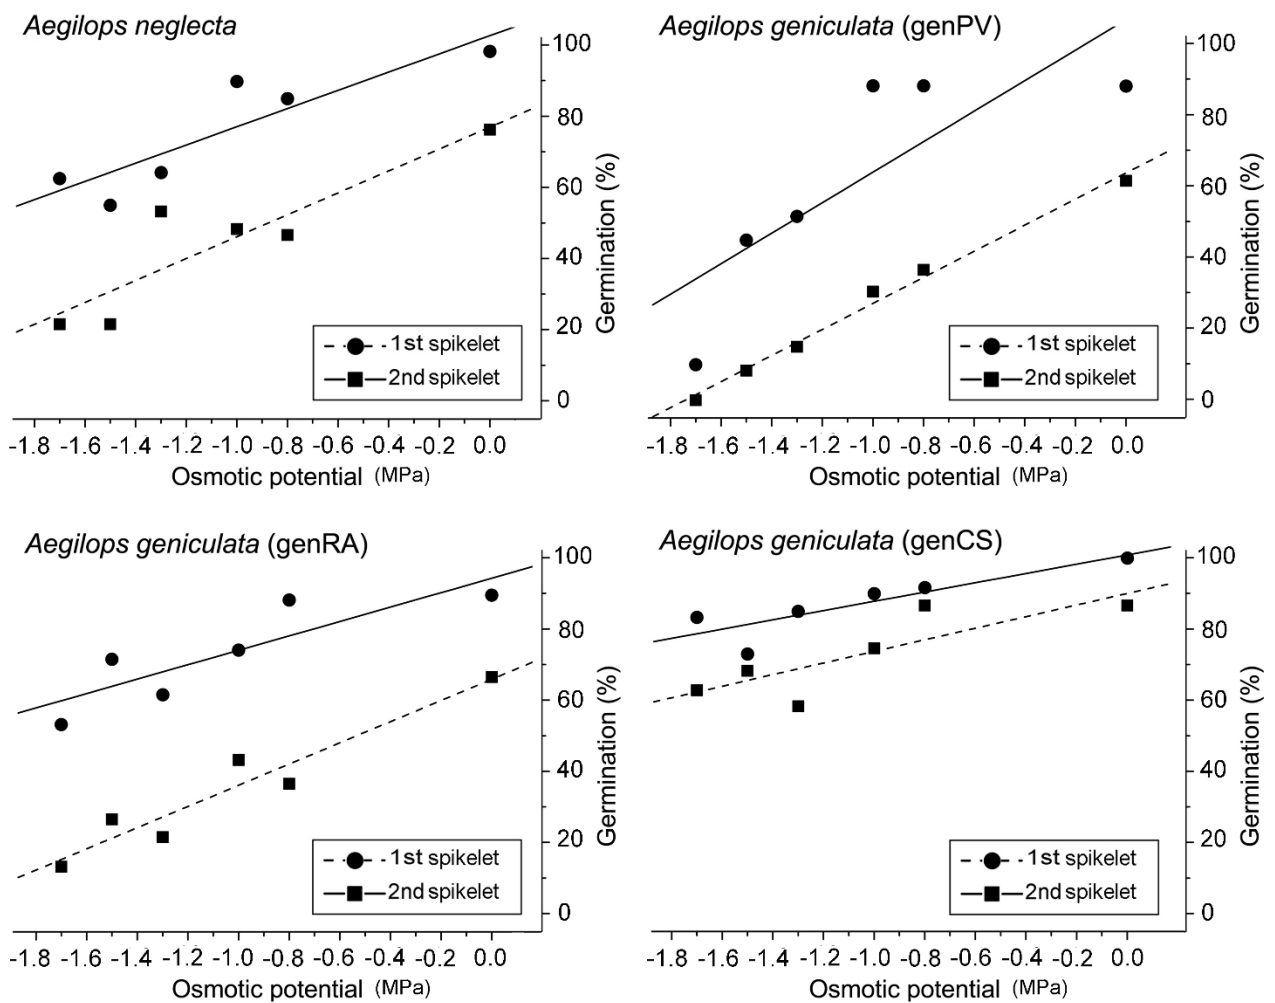 Aegilops neglecta
100
80
60
40
20
0
Germination (%)
1st spikelet
2nd spikelet
-1.8 -1.6 -1.4 -1.2 -1.0 -0.8 -0.6 -0.4 -0.2 0.0
Osmotic potential (MPa)
Aegilops geniculata (genPV)
100
80
60
40
20
0
Germination (%)
1st spikelet
2nd spikelet
-1.8 -1.6 -1.4 -1.2 -1.0 -0.8 -0.6 -0.4 -0.2 0.0
Osmotic potential (MPa)
Aegilops geniculata (genRA)
100
80
60
40
20
0
Germination (%)
1st spikelet
2nd spikelet
-1.8 -1.6 -1.4 -1.2 -1.0 -0.8 -0.6 -0.4 -0.2 0.0
Osmotic potential (MPa)
Aegilops geniculata (genCS)
100
80
60
40
20
0
Germination (%)
1st spikelet
2nd spikelet
-1.8 -1.6 -1.4 -1.2 -1.0 -0.8 -0.6 -0.4 -0.2 0.0
Osmotic potential (MPa)